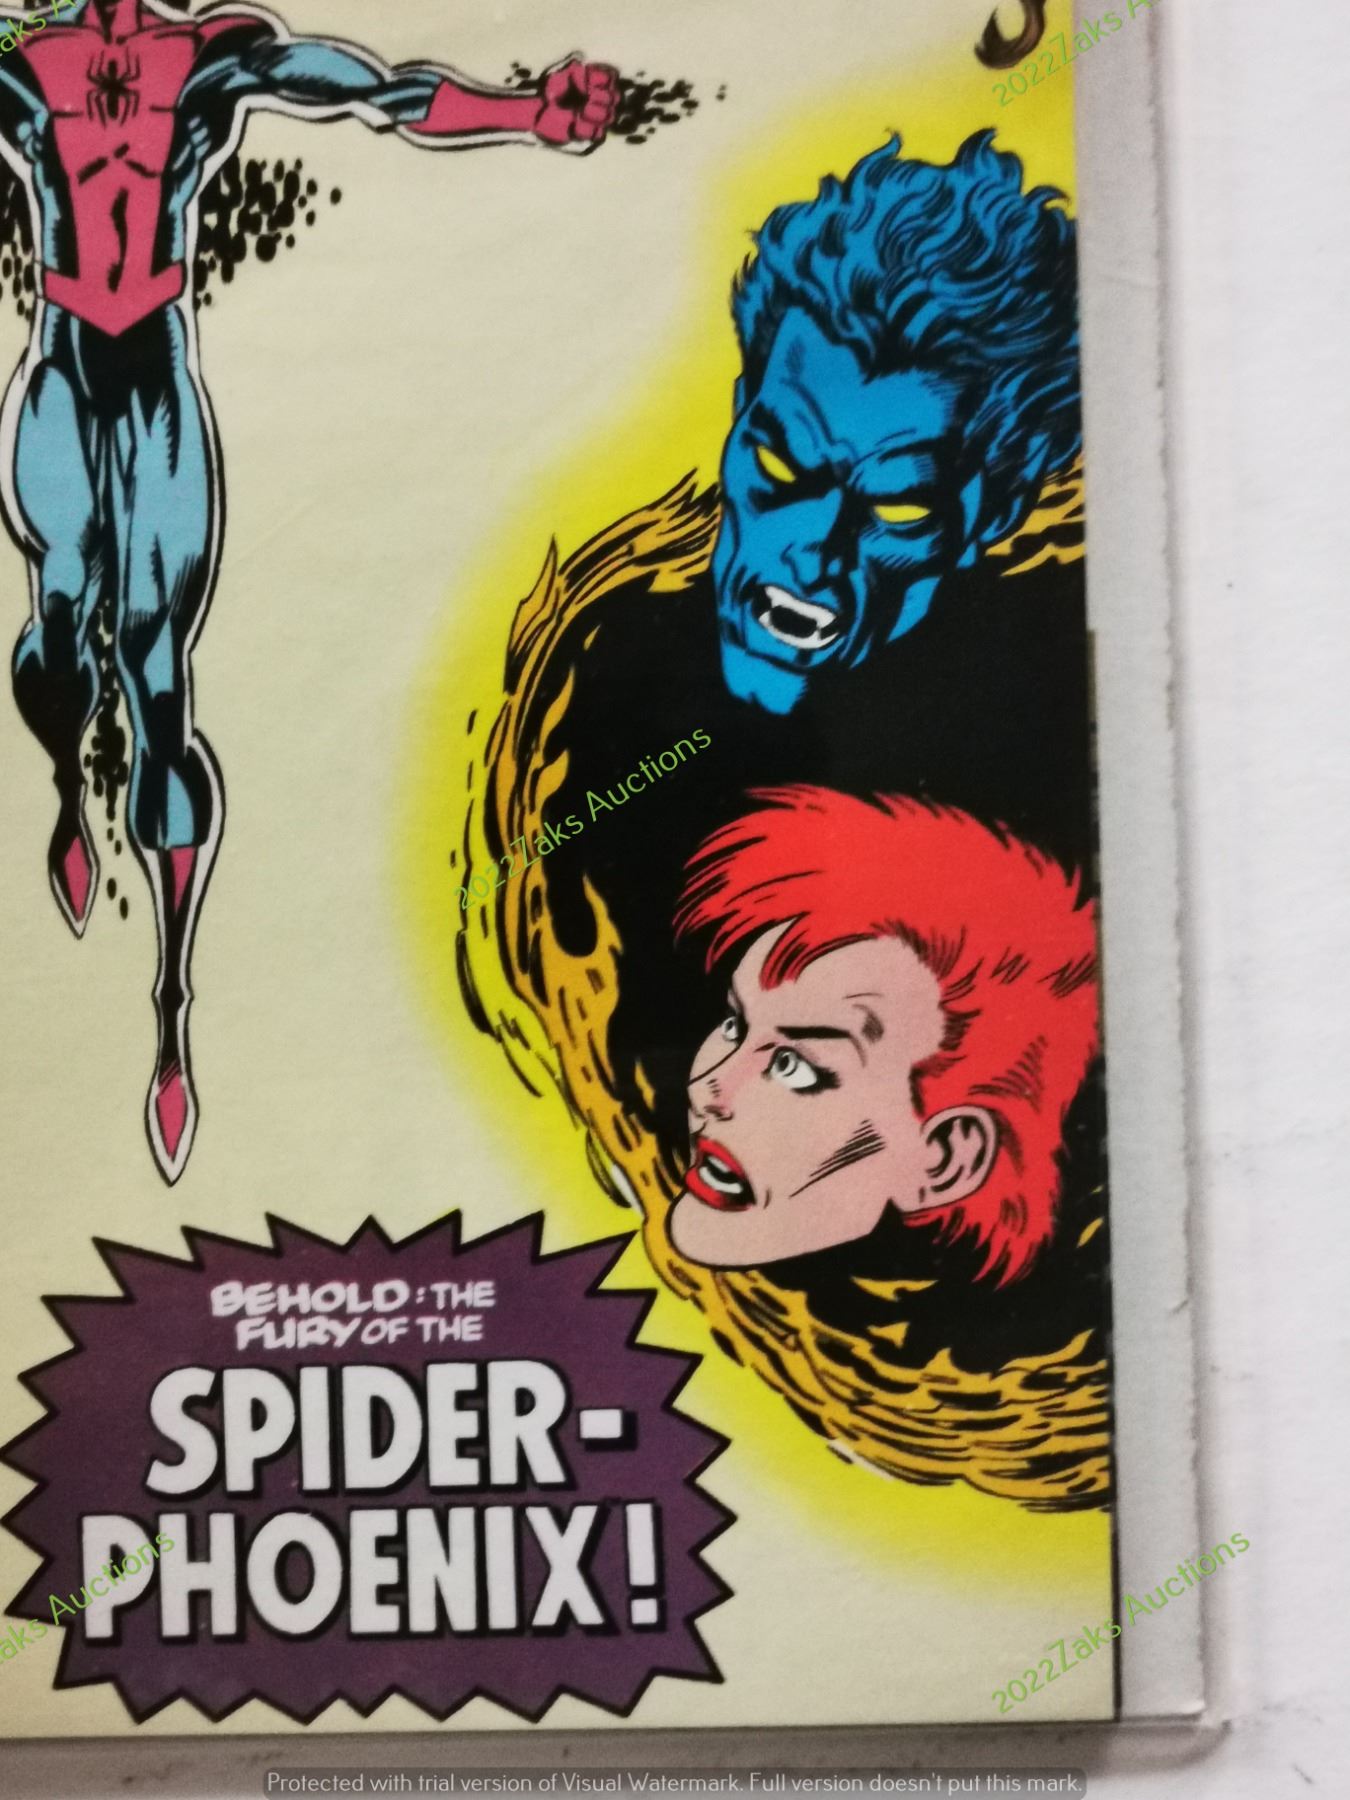 2022Zaks A
BEHOLD: THE
FURY OF THE
SPIDER-
PHOENIX!
2022Zaks Auctions
Zaks Auctions
2022Zaks Auctions
Protected with trial version of Visual Watermark. Full version doesn't put this mark.